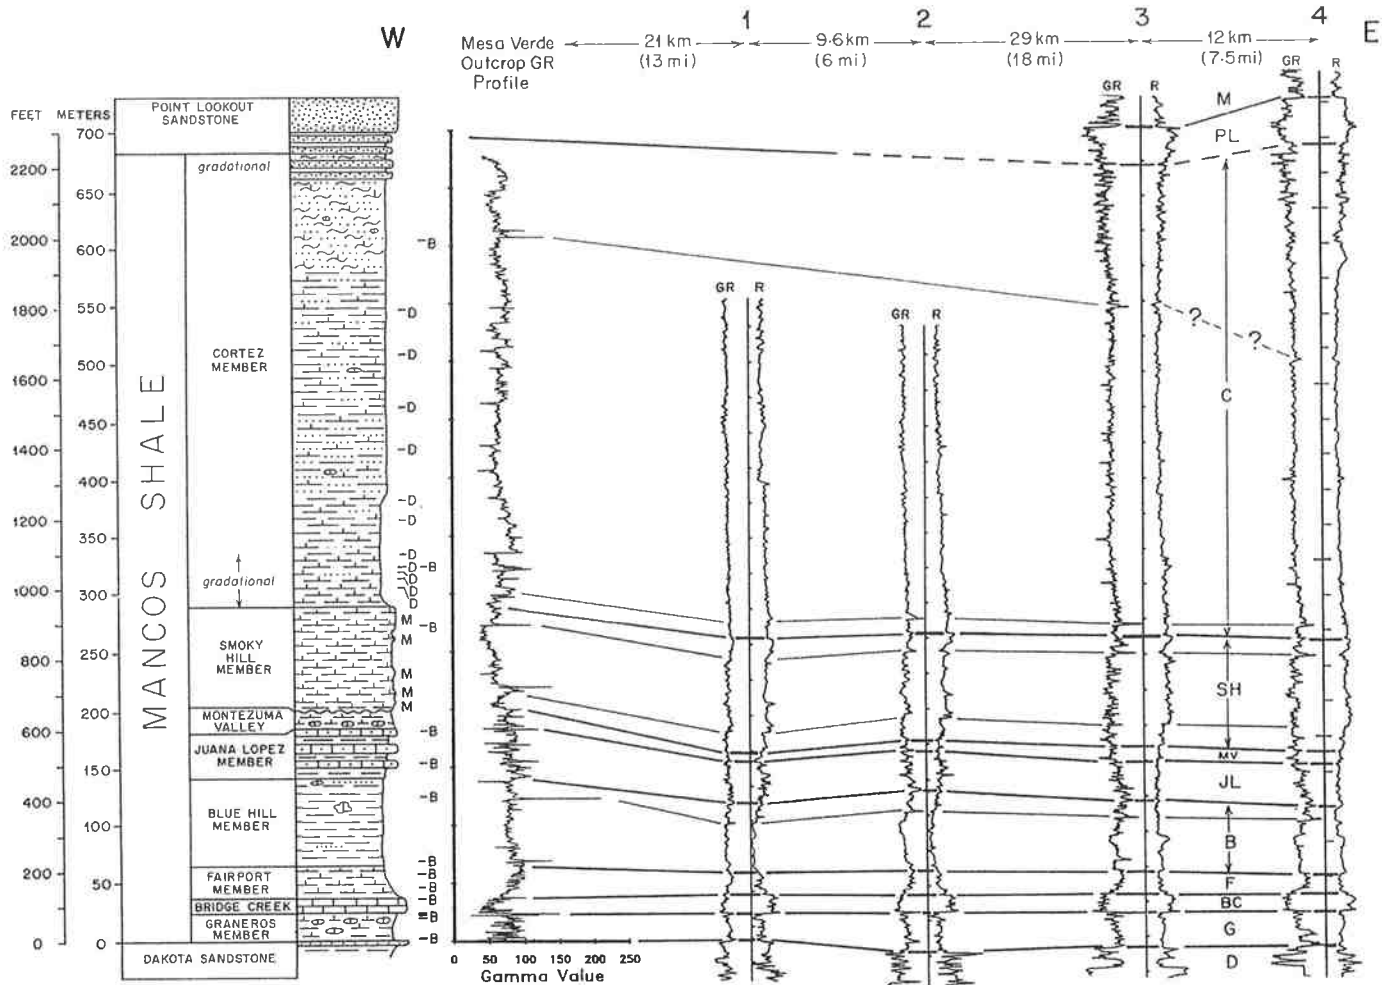 W
1
2
3
4
E
Mesa Verde
Outcrop GR
Profile
21 km
(13 mi)
9.6 km
(6 mi)
29 km
(18 mi)
12 km
(7.5 mi)
FEET
METERS
POINT LOOKOUT
SANDSTONE
MANCOS SHALE
gradational
CORTEZ
MEMBER
gradational
SMOKY
HILL
MEMBER
MONTEZUMA
VALLEY
JUANA LOPEZ
MEMBER
BLUE HILL
MEMBER
FAIRPORT
MEMBER
BRIDGE CREEK
GRANEROS
MEMBER
DAKOTA SANDSTONE
2200
2000
1800
1600
1400
1200
1000
800
600
400
200
0
700
650
600
550
500
450
400
350
300
250
200
150
100
50
0
-B
-D
-D
-D
-D
-D
-D
-D-B
D
D
D
M
-B
M
M
M
M
-B
-B
-B
-B
-B
-B
-B
=B
-B
GR R
GR R
GR R
GR R
M
PL
?
?
C
SH
MV
JL
B
F
BC
G
D
0 50 100 150 200 250
Gamma Value